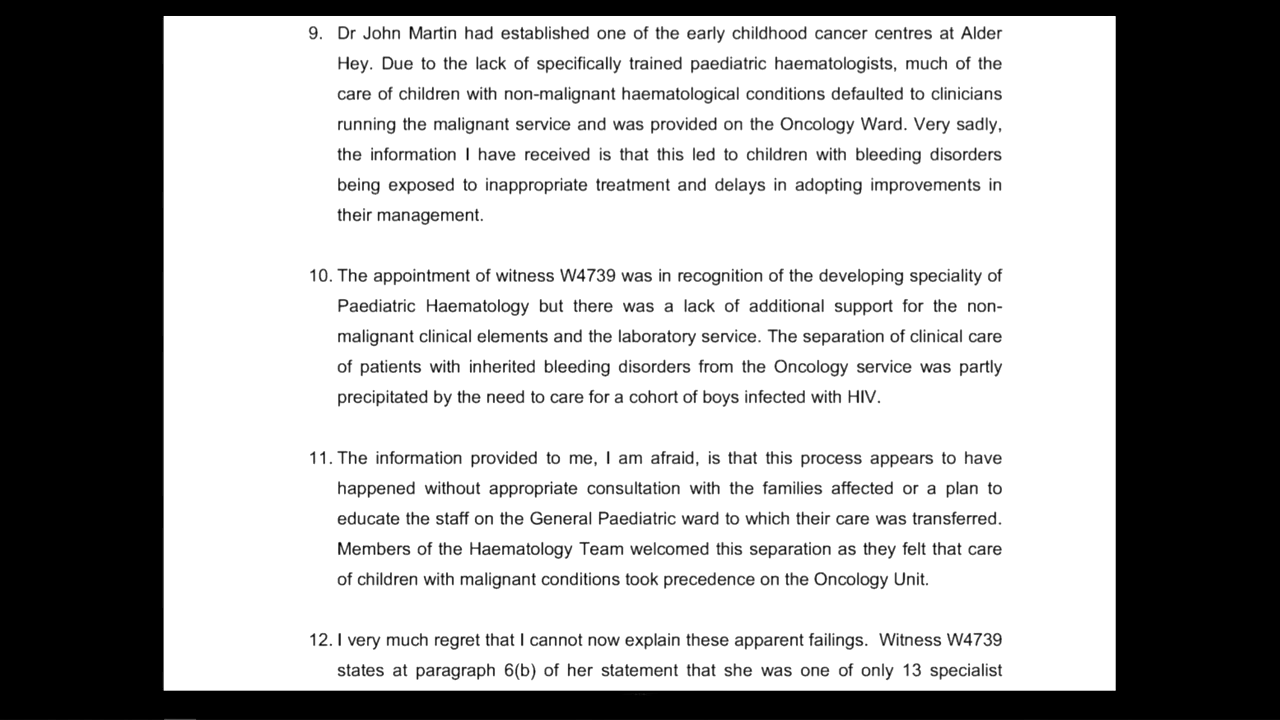 9. Dr John Martin had established one of the early childhood cancer centres at Alder
Hey. Due to the lack of specifically trained paediatric haematologists, much of the
care of children with non-malignant haematological conditions defaulted to clinicians
running the malignant service and was provided on the Oncology Ward. Very sadly,
the information I have received is that this led to children with bleeding disorders
being exposed to inappropriate treatment and delays in adopting improvements in
their management.
10. The appointment of witness W4739 was in recognition of the developing speciality of
Paediatric Haematology but there was a lack of additional support for the non-
malignant clinical elements and the laboratory service. The separation of clinical care
of patients with inherited bleeding disorders from the Oncology service was partly
precipitated by the need to care for a cohort of boys infected with HIV.
11. The information provided to me, I am afraid, is that this process appears to have
happened without appropriate consultation with the families affected or a plan to
educate the staff on the General Paediatric ward to which their care was transferred.
Members of the Haematology Team welcomed this separation as they felt that care
of children with malignant conditions took precedence on the Oncology Unit.
12. I very much regret that I cannot now explain these apparent failings. Witness W4739
states at paragraph 6(b) of her statement that she was one of only 13 specialist